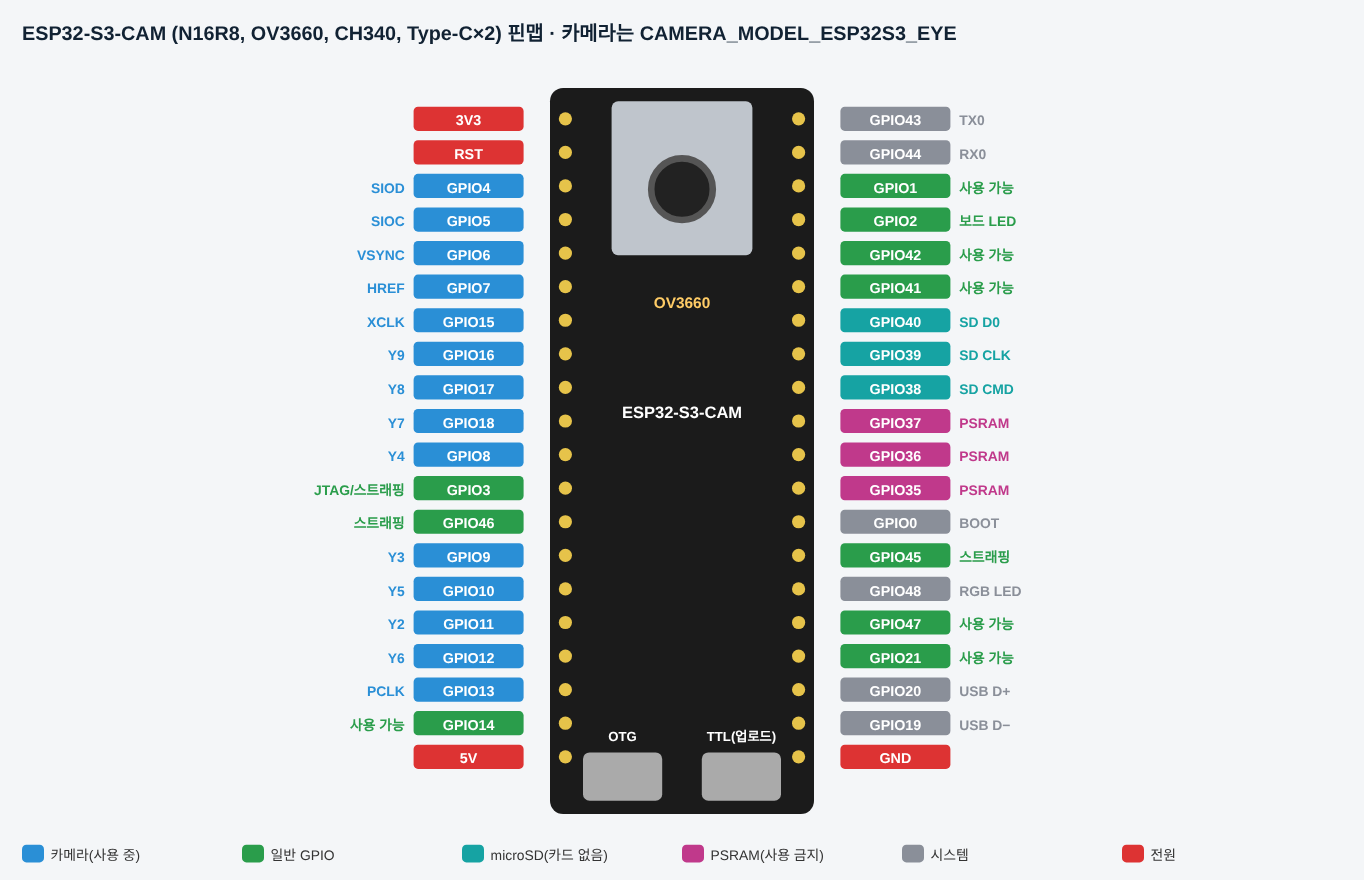 ESP32-S3-CAM (N16R8, OV3660, CH340, Type-C×2) 핀맵 · 카메라는 CAMERA_MODEL_ESP32S3_EYE
3V3 GPIO43 TX0
RST GPIO44 RX0
SIOD GPIO4 GPIO1 사용 가능
SIOC GPIO5 GPIO2 보드 LED
VSYNC GPIO6 GPIO42 사용 가능
HREF GPIO7 GPIO41 사용 가능
OV3660
XCLK GPIO15 GPIO40 SD D0
Y9 GPIO16 GPIO39 SD CLK
Y8 GPIO17 GPIO38 SD CMD
ESP32-S3-CAM
Y7 GPIO18 GPIO37 PSRAM
Y4 GPIO8 GPIO36 PSRAM
JTAG/스트래핑 GPIO3 GPIO35 PSRAM
스트래핑 GPIO46 GPIO0 BOOT
Y3 GPIO9 GPIO45 스트래핑
Y5 GPIO10 GPIO48 RGB LED
Y2 GPIO11 GPIO47 사용 가능
Y6 GPIO12 GPIO21 사용 가능
PCLK GPIO13 GPIO20 USB D+
사용 가능 GPIO14 GPIO19 USB D−
OTG TTL(업로드)
5V GND
카메라(사용 중) 일반 GPIO microSD(카드 없음) PSRAM(사용 금지) 시스템 전원